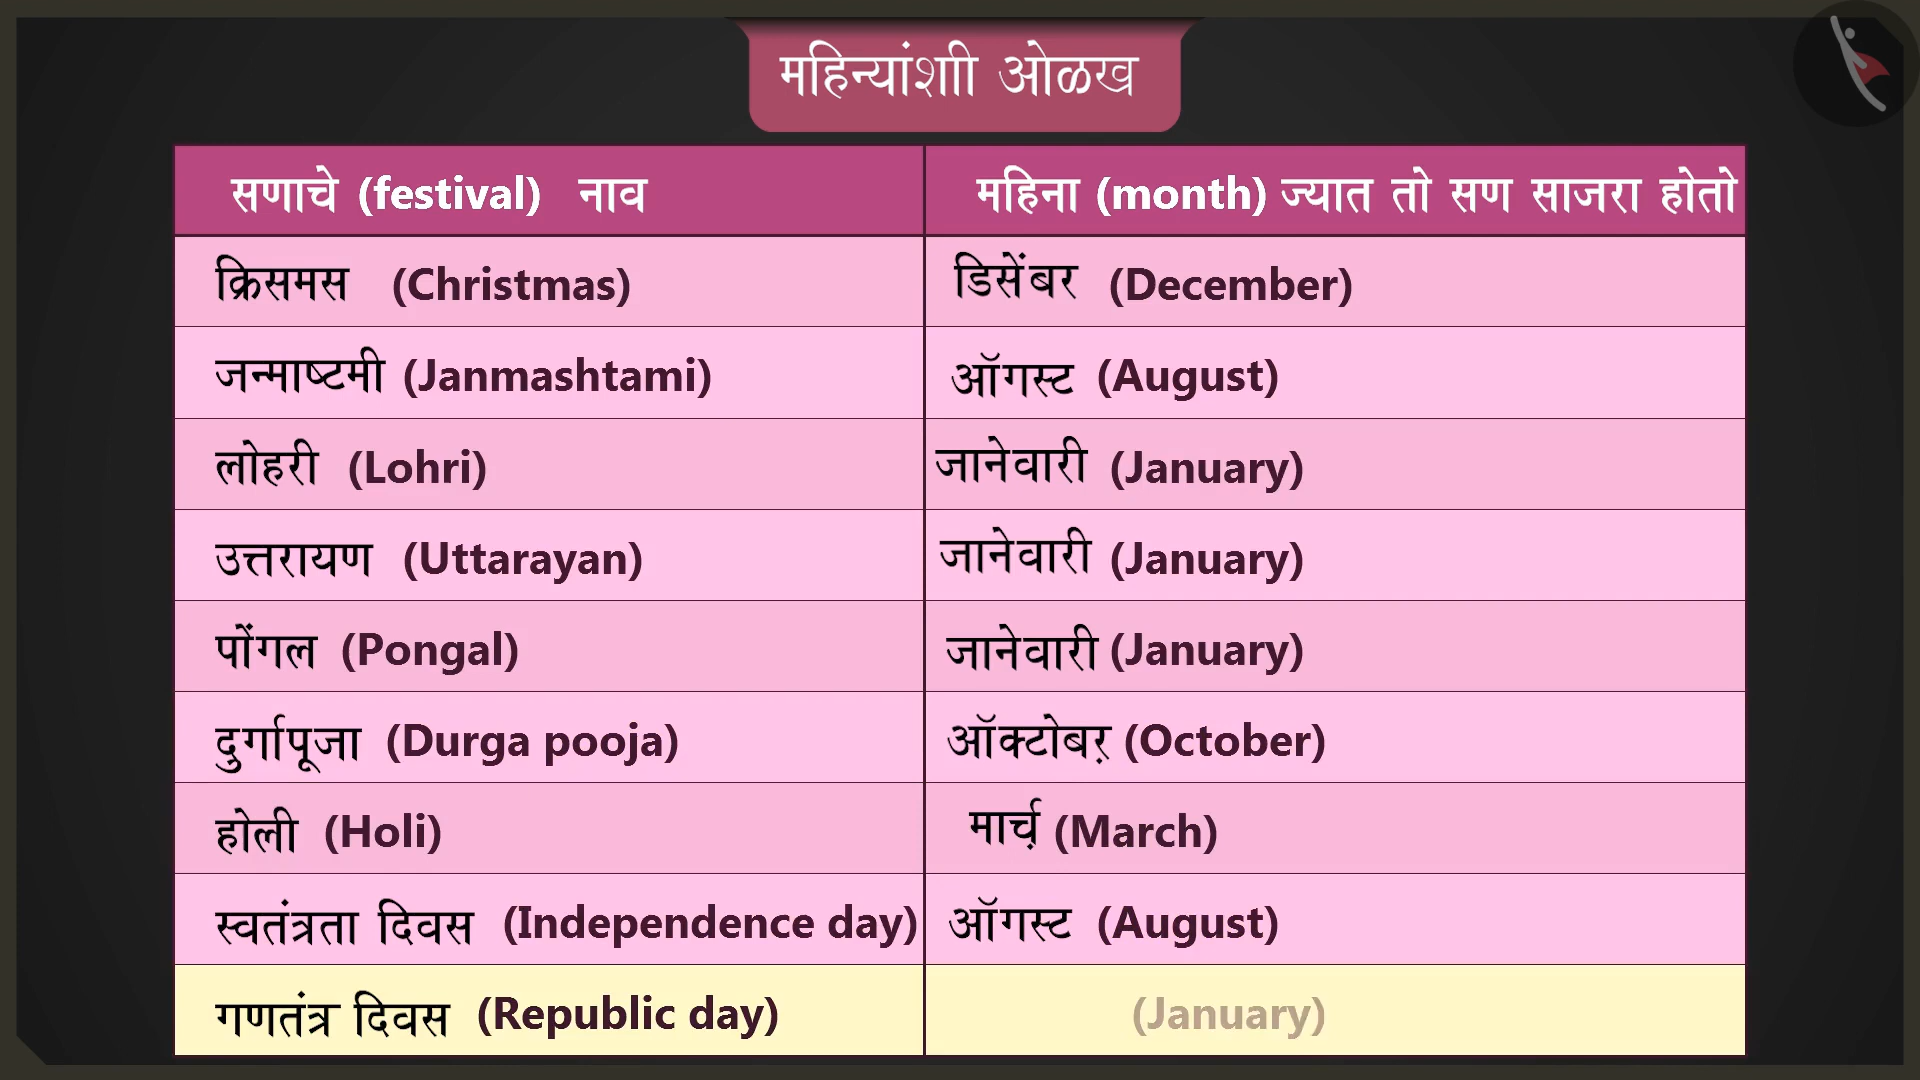 महिन्यांशी ओळख
सणाचे (festival) नाव महिना (month) ज्यात तो सण साजरा होतो
क्रिसमस (Christmas) डिसेंबर (December)
जन्माष्टमी (Janmashtami) ऑगस्ट (August)
लोहरी (Lohri) जानेवारी (January)
उत्तरायण (Uttarayan) जानेवारी (January)
पोंगल (Pongal) जानेवारी (January)
दुर्गापूजा (Durga pooja) ऑक्टोबऱ (October)
होली (Holi) मार्च़ (March)
स्वतंत्रता दिवस (Independence day) ऑगस्ट (August)
गणतंत्र दिवस (Republic day) (January)